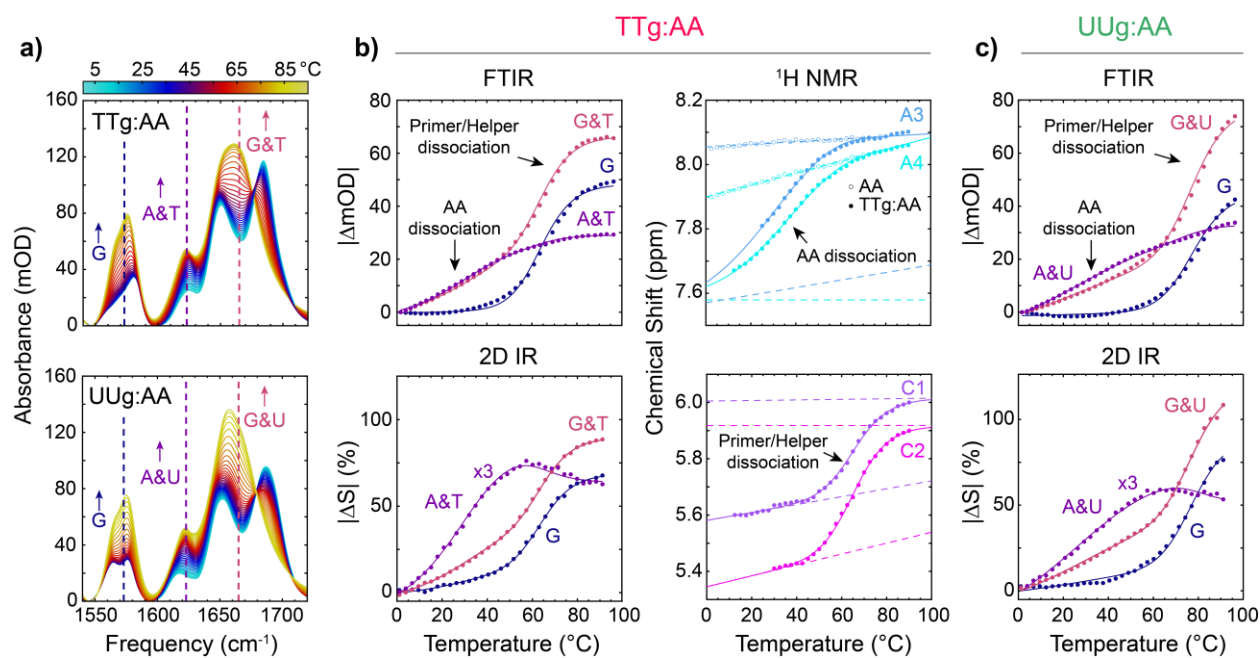 TTg:AA
UUg:AA
a)
b)
c)
5 25 45 65 85 °C
FTIR
¹H NMR
FTIR
Absorbance (mOD)
160
120
80
40
0
TTg:AA
G&T
A&T
G
|ΔmOD|
80
60
40
20
0
Primer/Helper
dissociation
AA
dissociation
G&T
G
A&T
Chemical Shift (ppm)
8.2
8.0
7.8
7.6
A3
A4
AA
TTg:AA
AA dissociation
|ΔmOD|
80
60
40
20
0
Primer/Helper
dissociation
AA
dissociation
G&U
G
A&U
2D IR
2D IR
160
120
80
40
0
UUg:AA
G&U
A&U
G
1600 1700
Frequency (cm⁻¹)
|ΔS| (%)
100
50
0
x3
G&T
A&T
G
0 20 40 60 80 100
Temperature (°C)
6.0
5.8
5.6
5.4
C1
C2
Primer/Helper
dissociation
0 20 40 60 80 100
Temperature (°C)
|ΔS| (%)
100
50
0
G&U
x3
A&U
G
0 20 40 60 80 100
Temperature (°C)